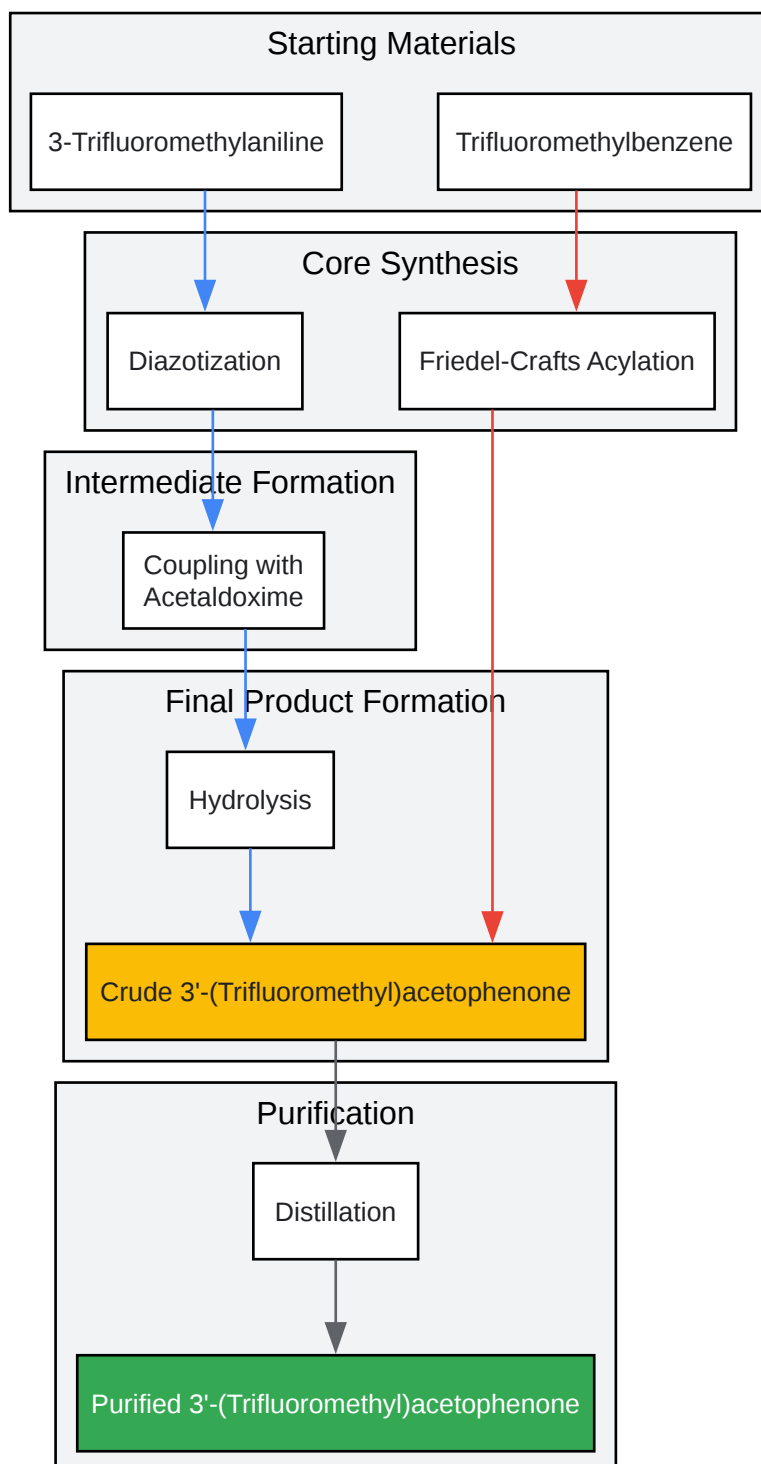 Starting Materials
3-Trifluoromethylaniline
Trifluoromethylbenzene
Core Synthesis
Diazotization
Friedel-Crafts Acylation
Intermediate Formation
Coupling with
Acetaldoxime
Final Product Formation
Hydrolysis
Crude 3'-(Trifluoromethyl)acetophenone
Purification
Distillation
Purified 3'-(Trifluoromethyl)acetophenone